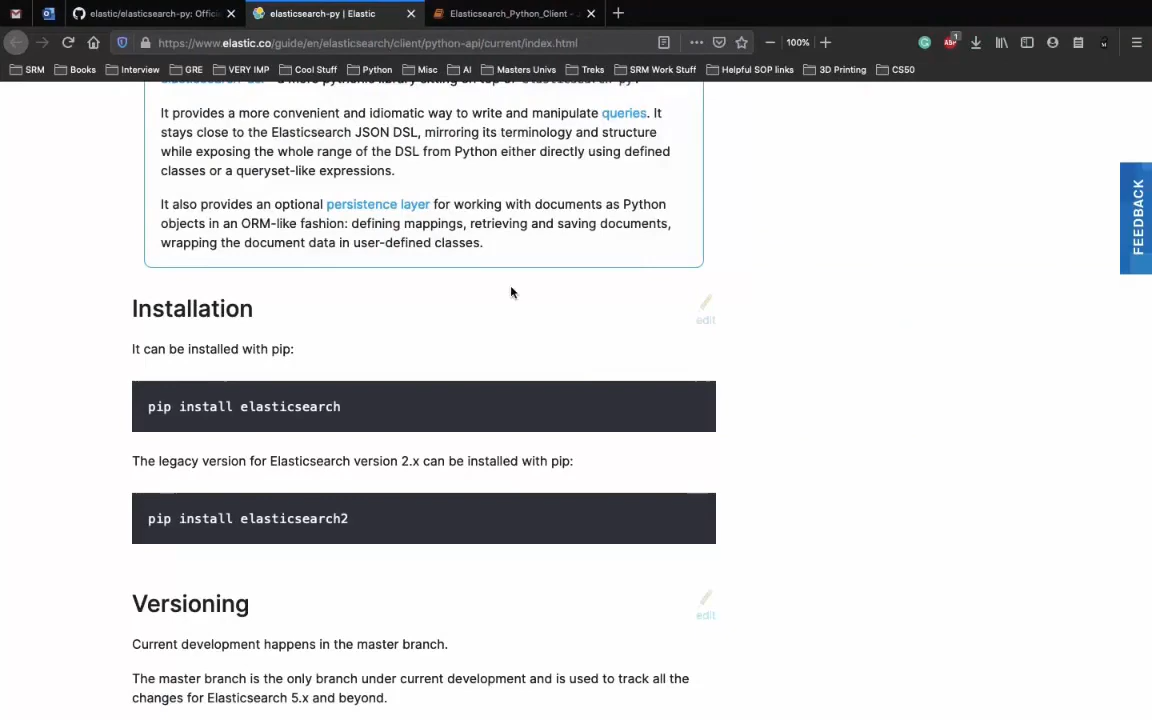 elastic/elasticsearch-py: Offici
elasticsearch-py | Elastic
Elasticsearch_Python_Client -
https://www.elastic.co/guide/en/elasticsearch/client/python-api/current/index.html
100%
ABP
1
SRM
Books
Interview
GRE
VERY IMP
Cool Stuff
Python
Misc
AI
Masters Univs
Treks
SRM Work Stuff
Helpful SOP links
3D Printing
CS50
It provides a more convenient and idiomatic way to write and manipulate queries. It
stays close to the Elasticsearch JSON DSL, mirroring its terminology and structure
while exposing the whole range of the DSL from Python either directly using defined
classes or a queryset-like expressions.
It also provides an optional persistence layer for working with documents as Python
objects in an ORM-like fashion: defining mappings, retrieving and saving documents,
wrapping the document data in user-defined classes.
FEEDBACK
Installation
edit
It can be installed with pip:
pip install elasticsearch
The legacy version for Elasticsearch version 2.x can be installed with pip:
pip install elasticsearch2
Versioning
edit
Current development happens in the master branch.
The master branch is the only branch under current development and is used to track all the
changes for Elasticsearch 5.x and beyond.